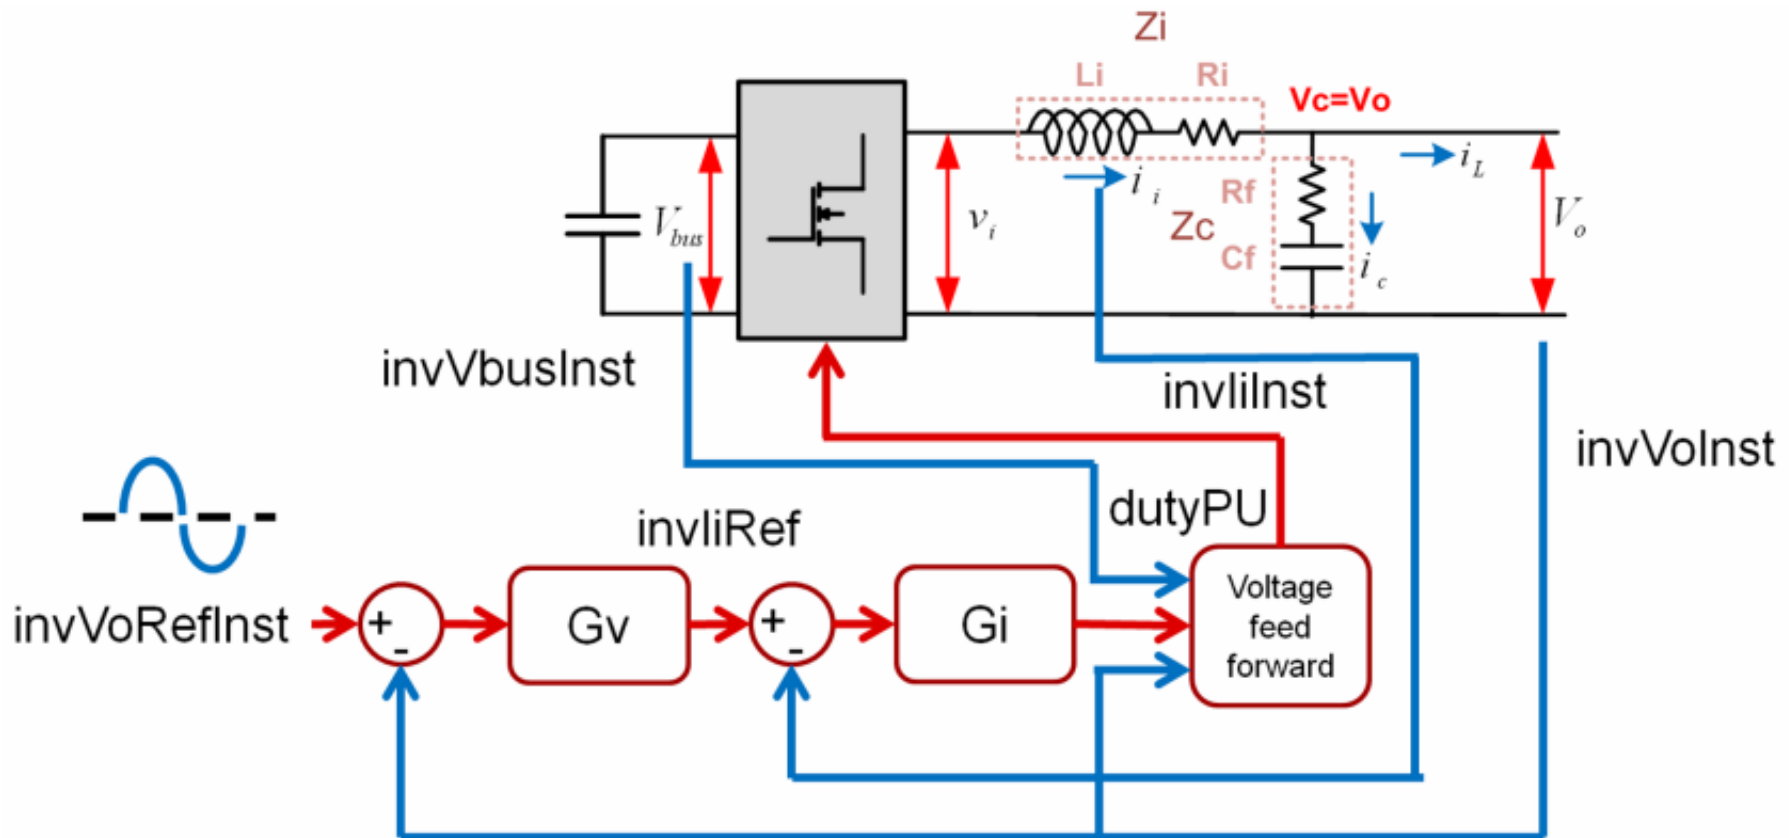 Zi
Li Ri
Vc=Vo
Vbus
vi
ii
iL
Rf
Zc
Cf
ic
Vo
invVbusInst
invIiInst
invVoInst
dutyPU
invIiRef
invVoRefInst
+
-
Gv
+
-
Gi
Voltage
feed
forward